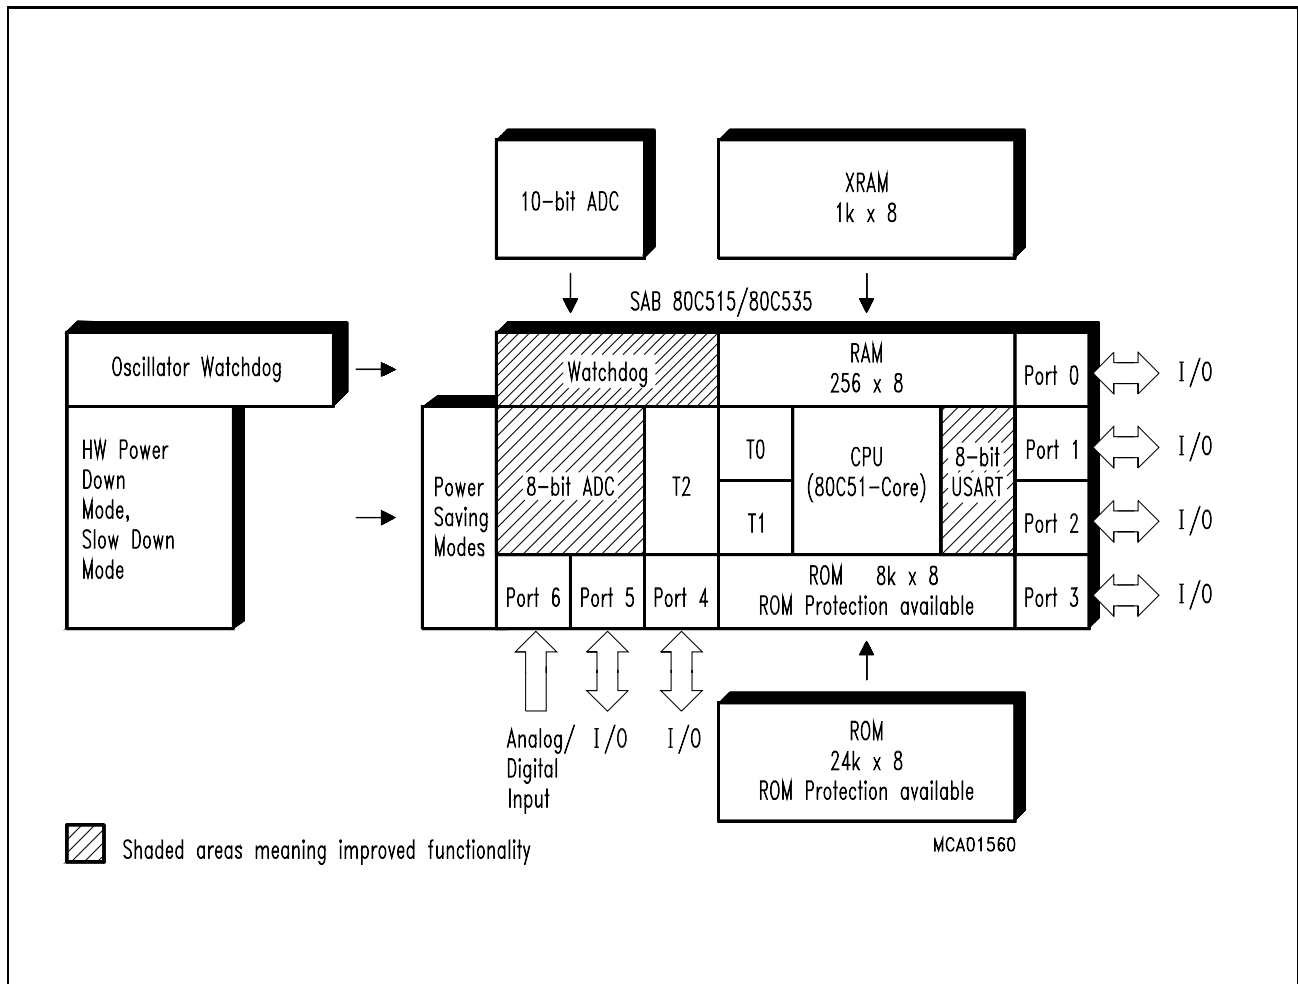 10-bit ADC
XRAM
1k x 8
SAB 80C515/80C535
Oscillator Watchdog
Watchdog
RAM
256 x 8
Port 0
I/O
HW Power
Down
Mode,
Slow Down
Mode
Power
Saving
Modes
8-bit ADC
T2
T0
T1
CPU
(80C51-Core)
8-bit
USART
Port 1
I/O
Port 2
I/O
Port 6
Port 5
Port 4
ROM 8k x 8
ROM Protection available
Port 3
I/O
Analog/
Digital
Input
I/O
I/O
ROM
24k x 8
ROM Protection available
MCA01560
Shaded areas meaning improved functionality